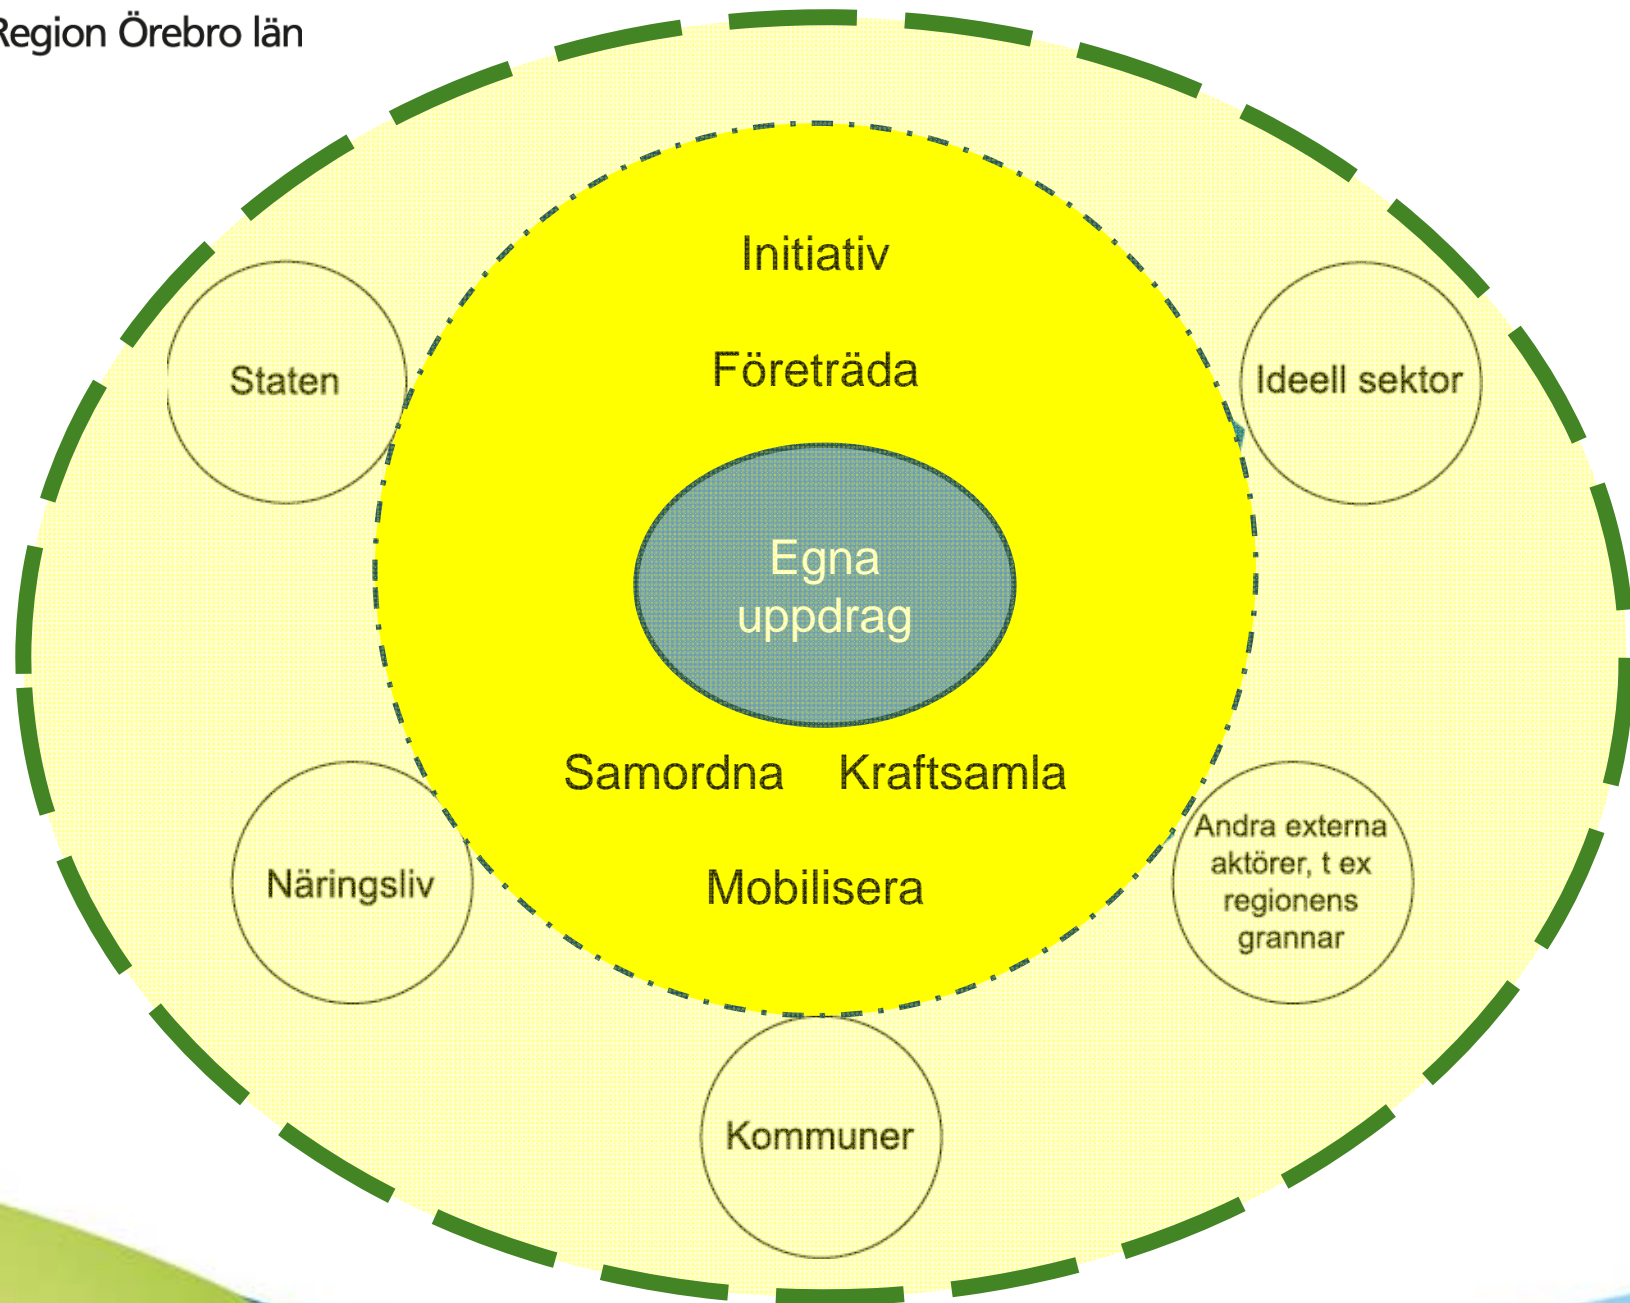 Region Örebro län
Initiativ
Företräda
Staten
Ideell sektor
Egna
uppdrag
Samordna Kraftsamla
Näringsliv
Andra externa
aktörer, t ex
regionens
grannar
Mobilisera
Kommuner